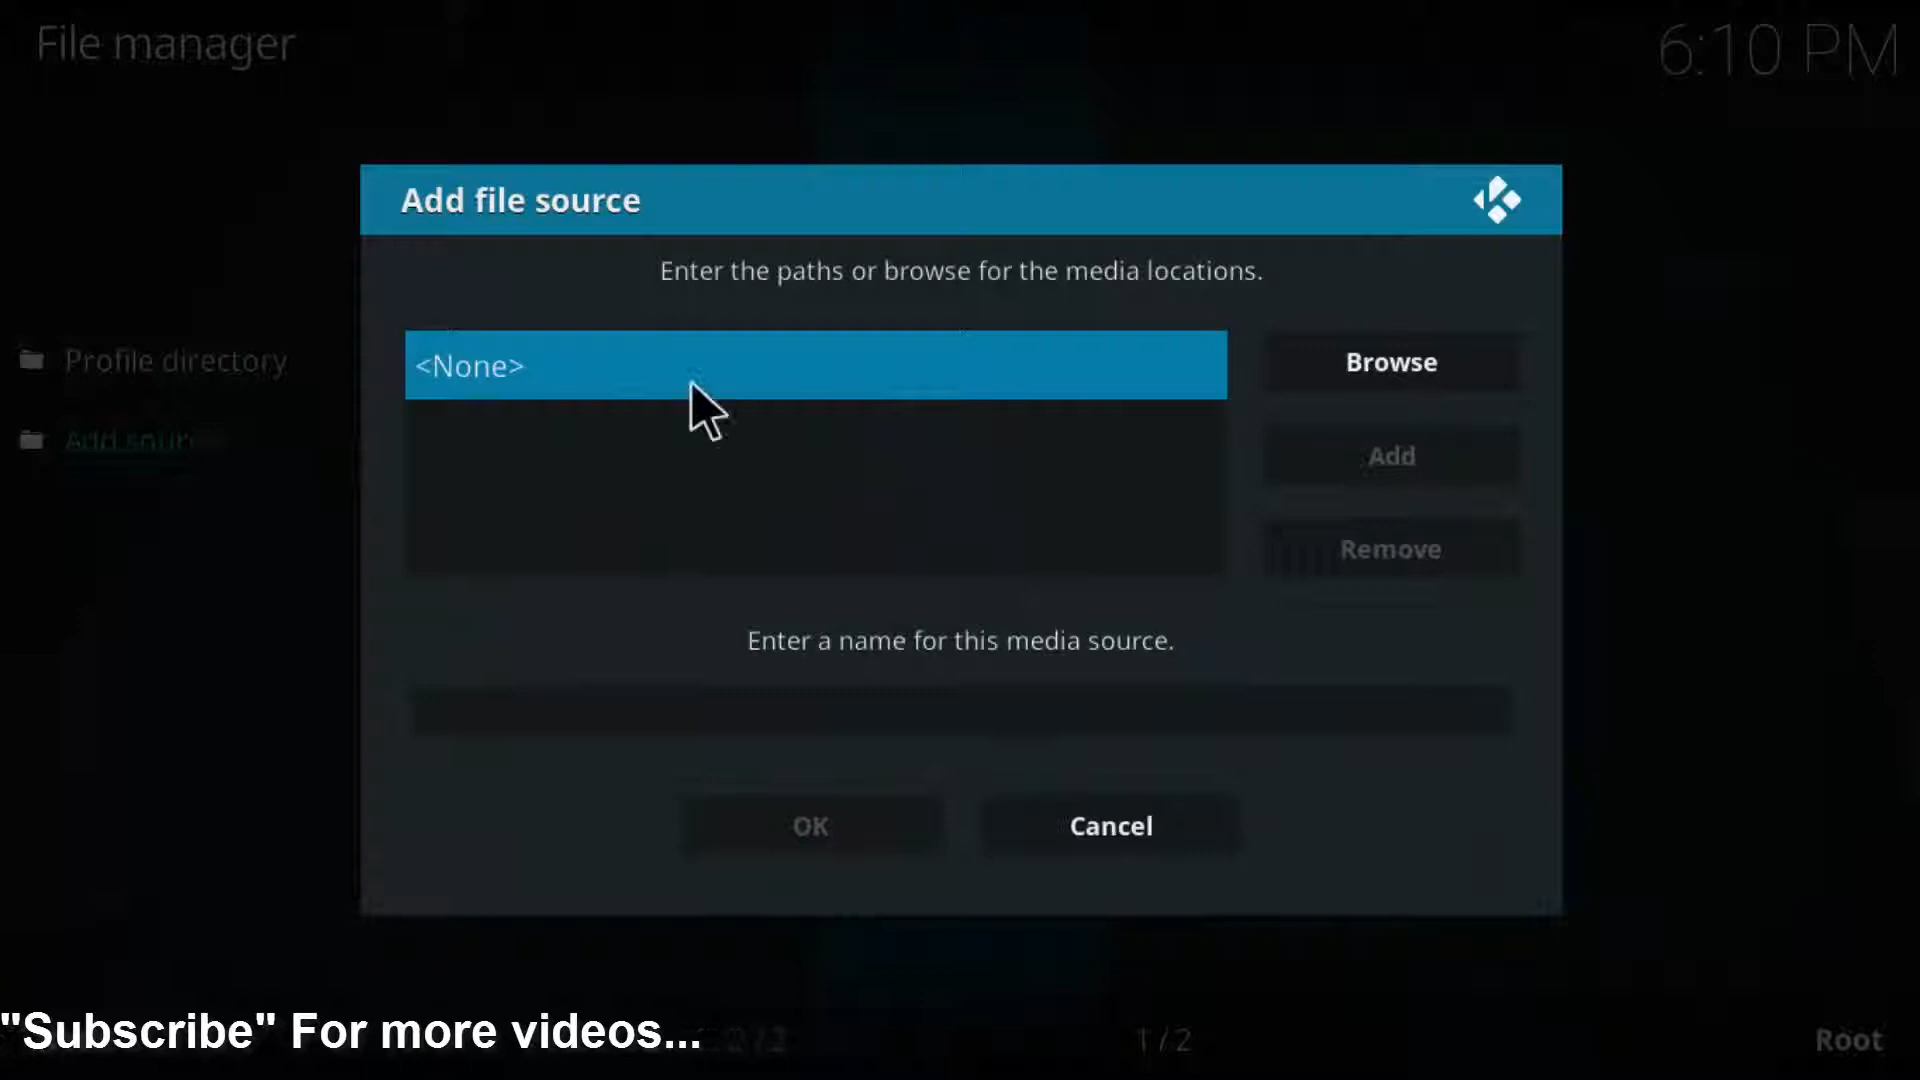 File manager
6:10 PM
Add file source
Enter the paths or browse for the media locations.
<None>
Browse
Profile directory
Add source
Add
Remove
Enter a name for this media source.
OK
Cancel
"Subscribe" For more videos...
1 / 2
Root